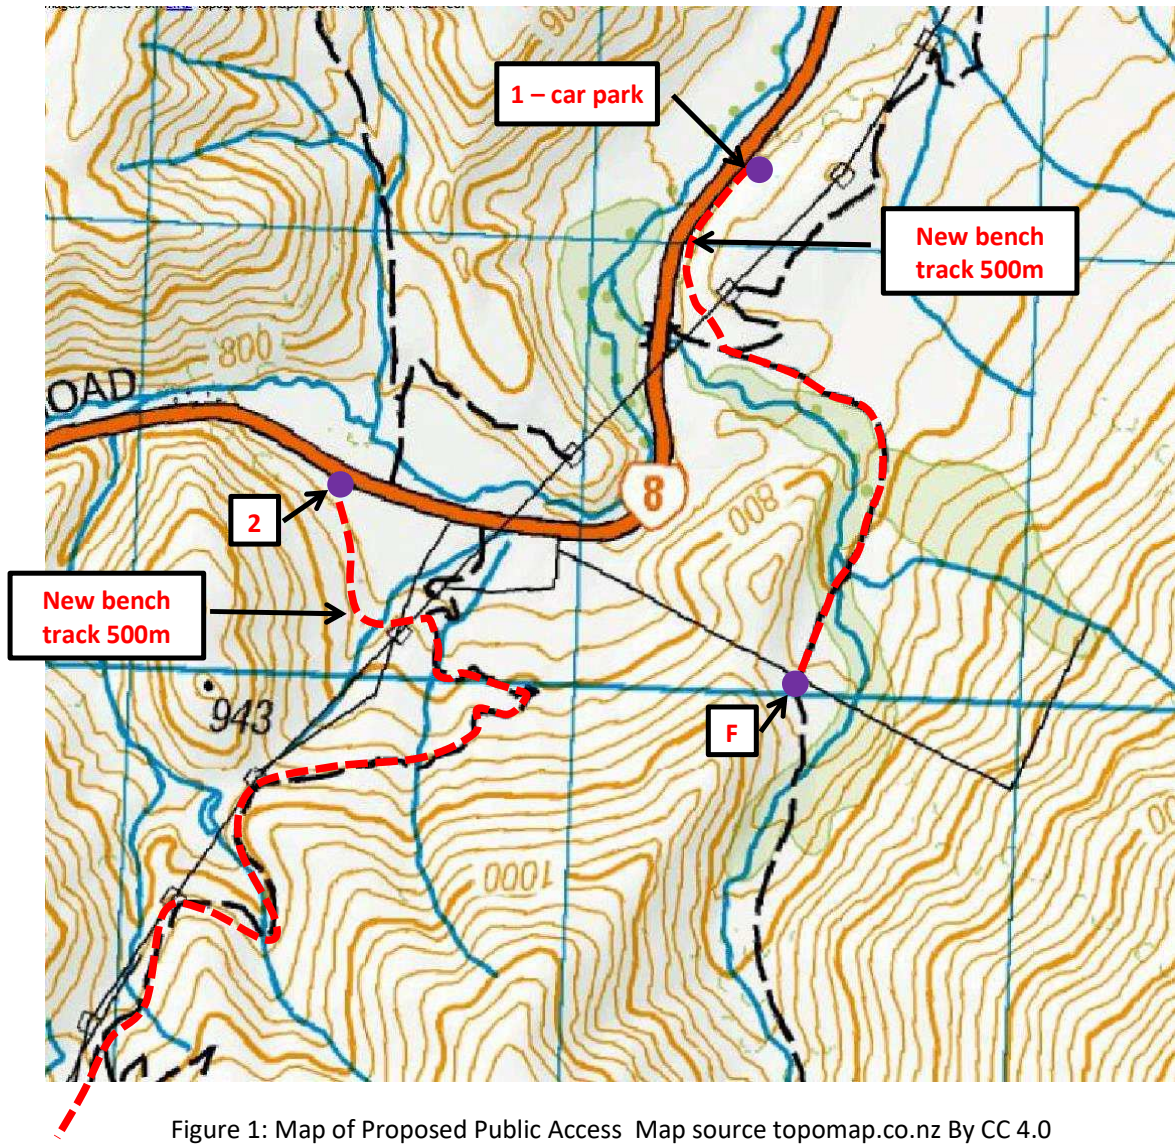 1 – car park
New bench
track 500m
800
OAD
8
2
800
New bench
track 500m
943
F
1000
Figure 1: Map of Proposed Public Access Map source topomap.co.nz By CC 4.0